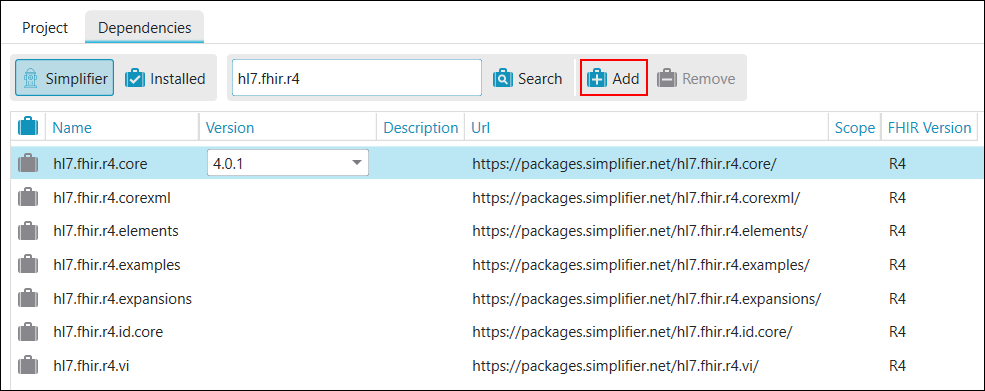 Project Dependencies
Simplifier Installed hl7.fhir.r4 Search Add Remove
Name Version Description Url Scope FHIR Version
hl7.fhir.r4.core 4.0.1 https://packages.simplifier.net/hl7.fhir.r4.core/ R4
hl7.fhir.r4.corexml https://packages.simplifier.net/hl7.fhir.r4.corexml/ R4
hl7.fhir.r4.elements https://packages.simplifier.net/hl7.fhir.r4.elements/ R4
hl7.fhir.r4.examples https://packages.simplifier.net/hl7.fhir.r4.examples/ R4
hl7.fhir.r4.expansions https://packages.simplifier.net/hl7.fhir.r4.expansions/ R4
hl7.fhir.r4.id.core https://packages.simplifier.net/hl7.fhir.r4.id.core/ R4
hl7.fhir.r4.vi https://packages.simplifier.net/hl7.fhir.r4.vi/ R4